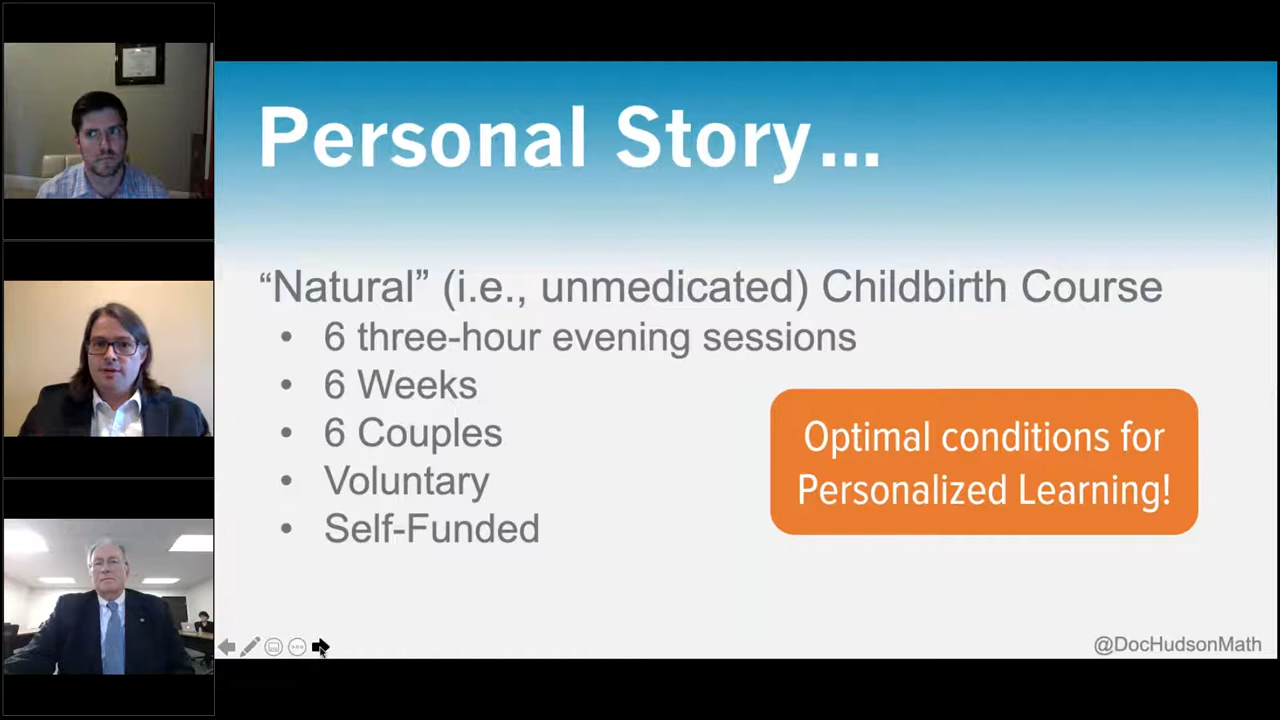 Personal Story...
“Natural” (i.e., unmedicated) Childbirth Course
• 6 three-hour evening sessions
• 6 Weeks
• 6 Couples
• Voluntary
• Self-Funded
Optimal conditions for
Personalized Learning!
@DocHudsonMath